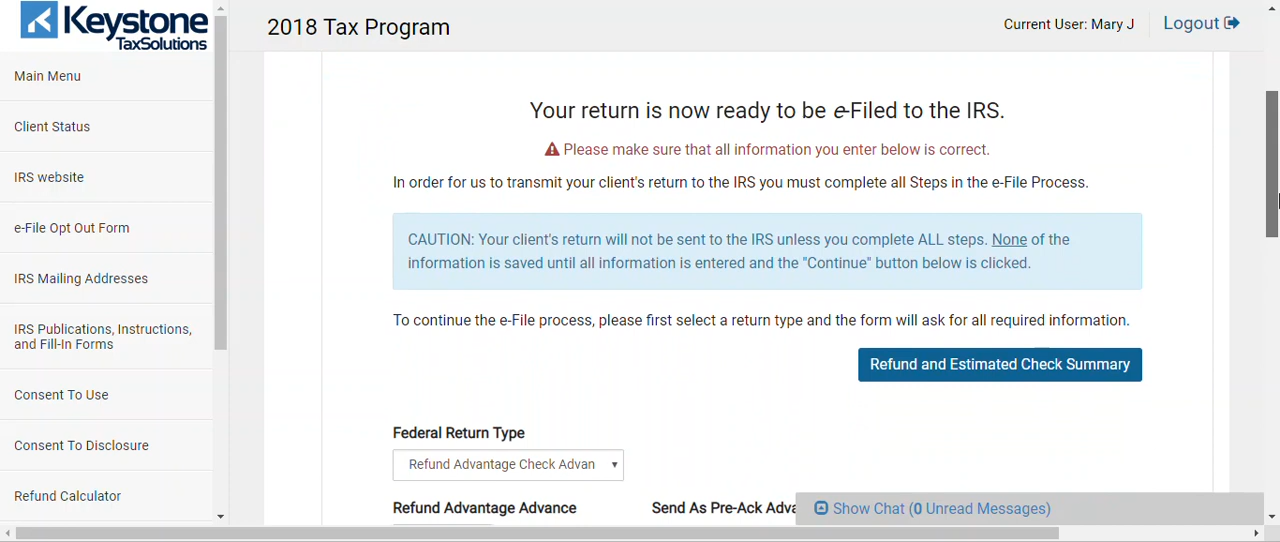 Keystone
TaxSolutions
2018 Tax Program
Current User: Mary J
Logout
Main Menu
Client Status
IRS website
e-File Opt Out Form
IRS Mailing Addresses
IRS Publications, Instructions,
and Fill-In Forms
Consent To Use
Consent To Disclosure
Refund Calculator
Your return is now ready to be e-Filed to the IRS.
Please make sure that all information you enter below is correct.
In order for us to transmit your client's return to the IRS you must complete all Steps in the e-File Process.
CAUTION: Your client's return will not be sent to the IRS unless you complete ALL steps. None of the
information is saved until all information is entered and the "Continue" button below is clicked.
To continue the e-File process, please first select a return type and the form will ask for all required information.
Refund and Estimated Check Summary
Federal Return Type
Refund Advantage Check Advan
Refund Advantage Advance
Send As Pre-Ack Adva
Show Chat (0 Unread Messages)